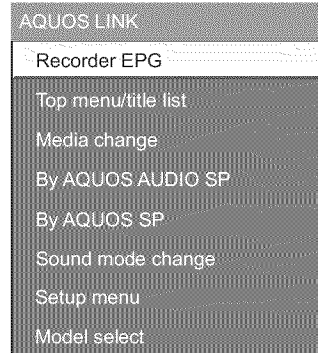 AQUOS LINK
Recorder EPG
Top menu/title list
Media change
By AQUOS AUDIO SP
By AQUOS SP
Sound mode change
Setup menu
Model select